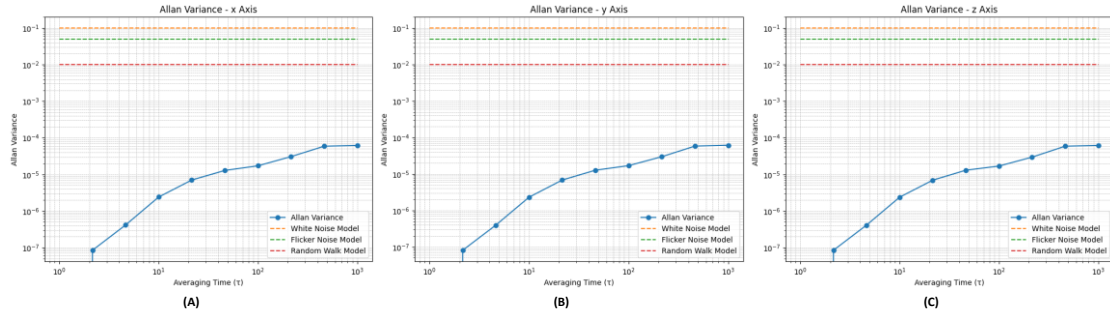 Allan Variance - x Axis
10⁻¹
10⁻²
10⁻³
10⁻⁴
10⁻⁵
10⁻⁶
10⁻⁷
Allan Variance
Allan Variance
White Noise Model
Flicker Noise Model
Random Walk Model
10⁰ 10¹ 10² 10³
Averaging Time (τ)
(A)
Allan Variance - y Axis
10⁻¹
10⁻²
10⁻³
10⁻⁴
10⁻⁵
10⁻⁶
10⁻⁷
Allan Variance
Allan Variance
White Noise Model
Flicker Noise Model
Random Walk Model
10⁰ 10¹ 10² 10³
Averaging Time (τ)
(B)
Allan Variance - z Axis
10⁻¹
10⁻²
10⁻³
10⁻⁴
10⁻⁵
10⁻⁶
10⁻⁷
Allan Variance
Allan Variance
White Noise Model
Flicker Noise Model
Random Walk Model
10⁰ 10¹ 10² 10³
Averaging Time (τ)
(C)